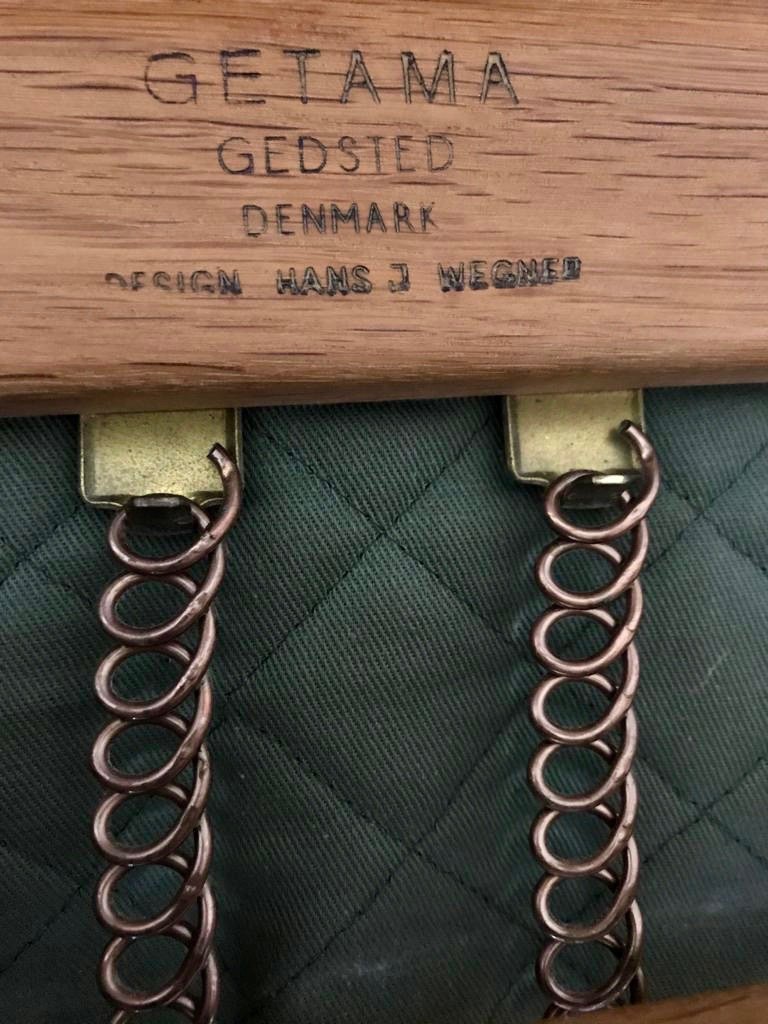 GETAMA
GEDSTED
DENMARK
DESIGN HANS J WEGNER